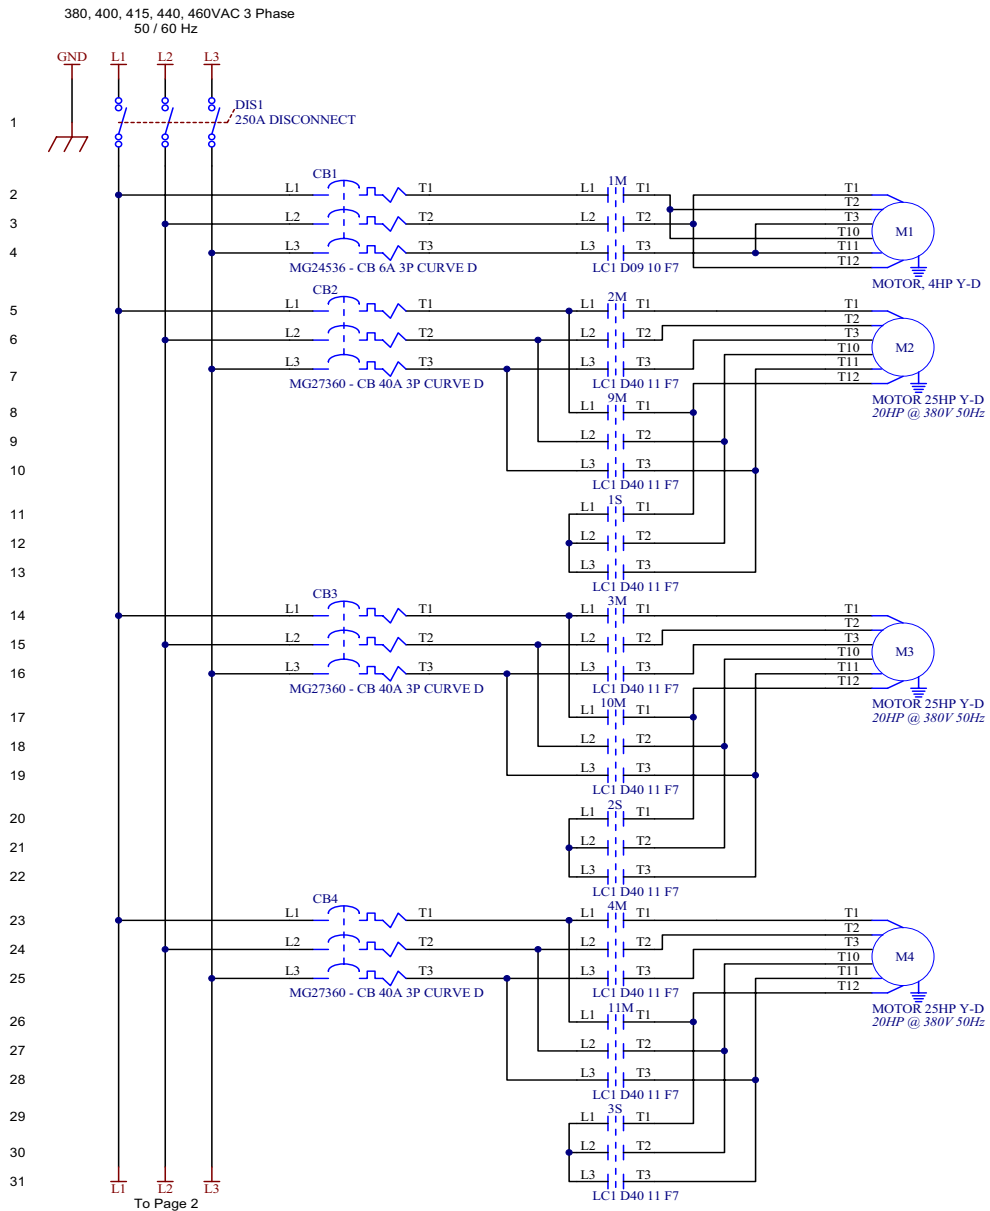 380, 400, 415, 440, 460VAC 3 Phase
50 / 60 Hz
GND L1 L2 L3
DIS1
1 250A DISCONNECT
CB1 1M
2 L1 T1 L1 T1 T1
T2
3 L2 T2 L2 T2 T3 M1
T10
4 L3 T3 L3 T3 T11
T12
MG24536 - CB 6A 3P CURVE D LC1 D09 10 F7
MOTOR, 4HP Y-D
CB2 2M
5 L1 T1 L1 T1 T1
T2
6 L2 T2 L2 T2 T3 M2
T10
L3 T3 L3 T3 T11
7 T12
MG27360 - CB 40A 3P CURVE D LC1 D40 11 F7
MOTOR 25HP Y-D
20HP @ 380V 50Hz
9M
8 L1 T1
9 L2 T2
10 L3 T3
LC1 D40 11 F7
1S
11 L1 T1
12 L2 T2
13 L3 T3
LC1 D40 11 F7
CB3 3M
14 L1 T1 L1 T1 T1
T2
15 L2 T2 L2 T2 T3 M3
T10
16 L3 T3 L3 T3 T11
T12
MG27360 - CB 40A 3P CURVE D LC1 D40 11 F7
MOTOR 25HP Y-D
20HP @ 380V 50Hz
10M
17 L1 T1
18 L2 T2
19 L3 T3
LC1 D40 11 F7
2S
20 L1 T1
21 L2 T2
22 L3 T3
LC1 D40 11 F7
CB4 4M
23 L1 T1 L1 T1 T1
T2
24 L2 T2 L2 T2 T3 M4
T10
25 L3 T3 L3 T3 T11
T12
MG27360 - CB 40A 3P CURVE D LC1 D40 11 F7
MOTOR 25HP Y-D
20HP @ 380V 50Hz
11M
26 L1 T1
27 L2 T2
28 L3 T3
LC1 D40 11 F7
3S
29 L1 T1
30 L2 T2
31 L3 T3
LC1 D40 11 F7
L1 L2 L3
To Page 2